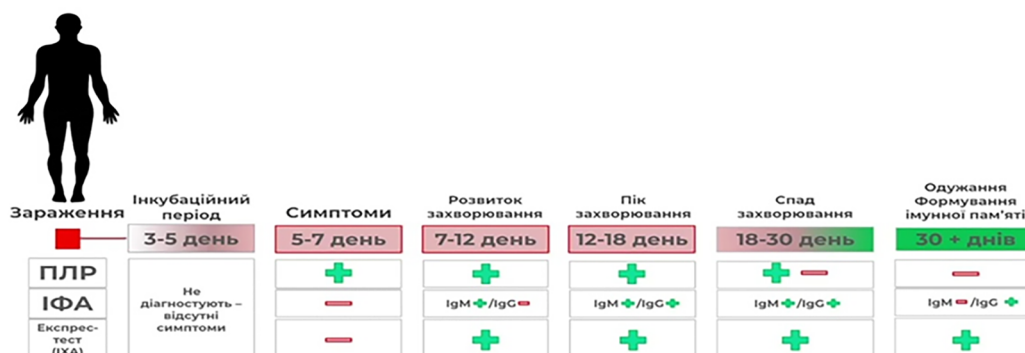 Зараження
Інкубаційний
період
Симптоми
Розвиток
захворювання
Пік
захворювання
Спад
захворювання
Одужання
Формування
імунної пам'яті
3-5 день
5-7 день
7-12 день
12-18 день
18-30 день
30 + днів
ПЛР
+
+
+
+ −
−
Не
діагностують –
відсутні
симптоми
ІФА
−
IgM+/IgG−
IgM+/IgG+
IgM+/IgG+
IgM−/IgG+
Експрес-
тест
(ІХА)
−
+
+
+
+